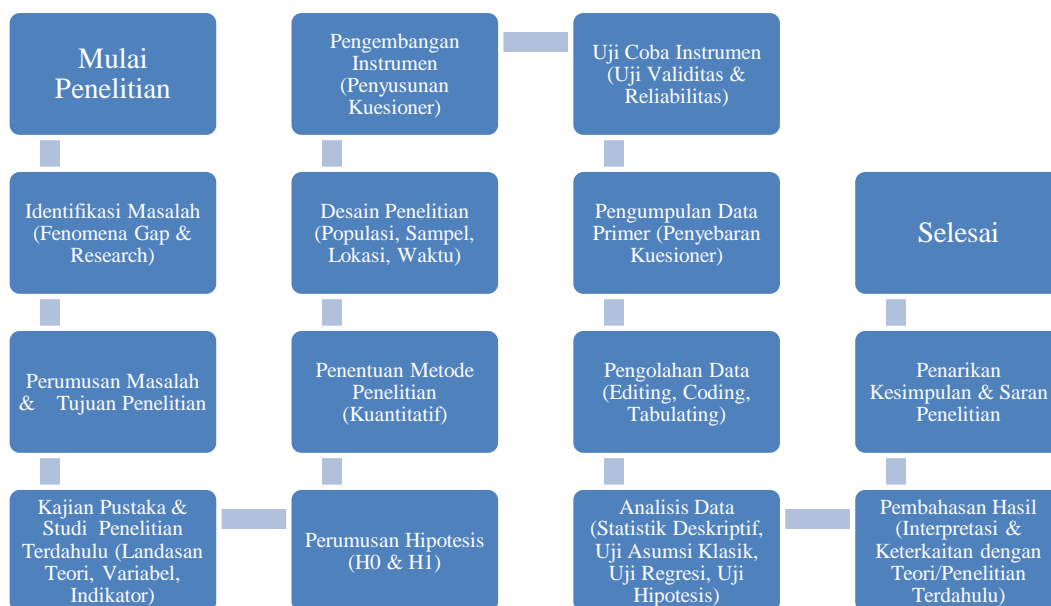 Mulai
Penelitian
Identifikasi Masalah
(Fenomena Gap &
Research)
Perumusan Masalah
& Tujuan Penelitian
Kajian Pustaka &
Studi Penelitian
Terdahulu (Landasan
Teori, Variabel,
Indikator)
Perumusan Hipotesis
(H0 & H1)
Penentuan Metode
Penelitian
(Kuantitatif)
Desain Penelitian
(Populasi, Sampel,
Lokasi, Waktu)
Pengembangan
Instrumen
(Penyusunan
Kuesioner)
Uji Coba Instrumen
(Uji Validitas &
Reliabilitas)
Pengumpulan Data
Primer (Penyebaran
Kuesioner)
Pengolahan Data
(Editing, Coding,
Tabulating)
Analisis Data
(Statistik Deskriptif,
Uji Asumsi Klasik,
Uji Regresi, Uji
Hipotesis)
Pembahasan Hasil
(Interpretasi &
Keterkaitan dengan
Teori/Penelitian
Terdahulu)
Penarikan
Kesimpulan & Saran
Penelitian
Selesai